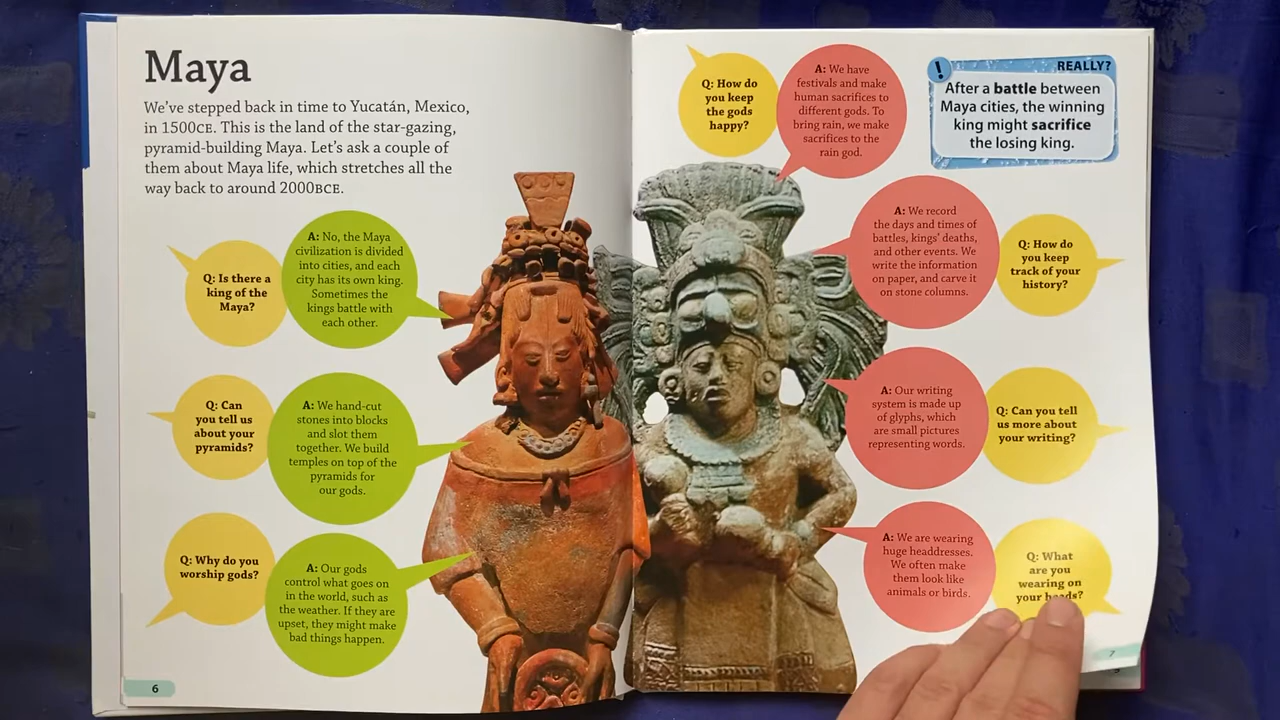 Maya
We've stepped back in time to Yucatán, Mexico,
in 1500CE. This is the land of the star-gazing,
pyramid-building Maya. Let's ask a couple of
them about Maya life, which stretches all the
way back to around 2000BCE.
Q: Is there a
king of the
Maya?
A: No, the Maya
civilization is divided
into cities, and each
city has its own king.
Sometimes the
kings battle with
each other.
Q: Can
you tell us
about your
pyramids?
A: We hand-cut
stones into blocks
and slot them
together. We build
temples on top of the
pyramids for
our gods.
Q: Why do you
worship gods?
A: Our gods
control what goes on
in the world, such as
the weather. If they are
upset, they might make
bad things happen.
6
Q: How do
you keep
the gods
happy?
A: We have
festivals and make
human sacrifices to
different gods. To
bring rain, we make
sacrifices to the
rain god.
!
REALLY?
After a battle between
Maya cities, the winning
king might sacrifice
the losing king.
Q: How do
you keep
track of your
history?
A: We record
the days and times of
battles, kings' deaths,
and other events. We
write the information
on paper, and carve it
on stone columns.
Q: Can you tell
us more about
your writing?
A: Our writing
system is made up
of glyphs, which
are small pictures
representing words.
Q: What
are you
wearing on
your heads?
A: We are wearing
huge headdresses.
We often make
them look like
animals or birds.
7
9